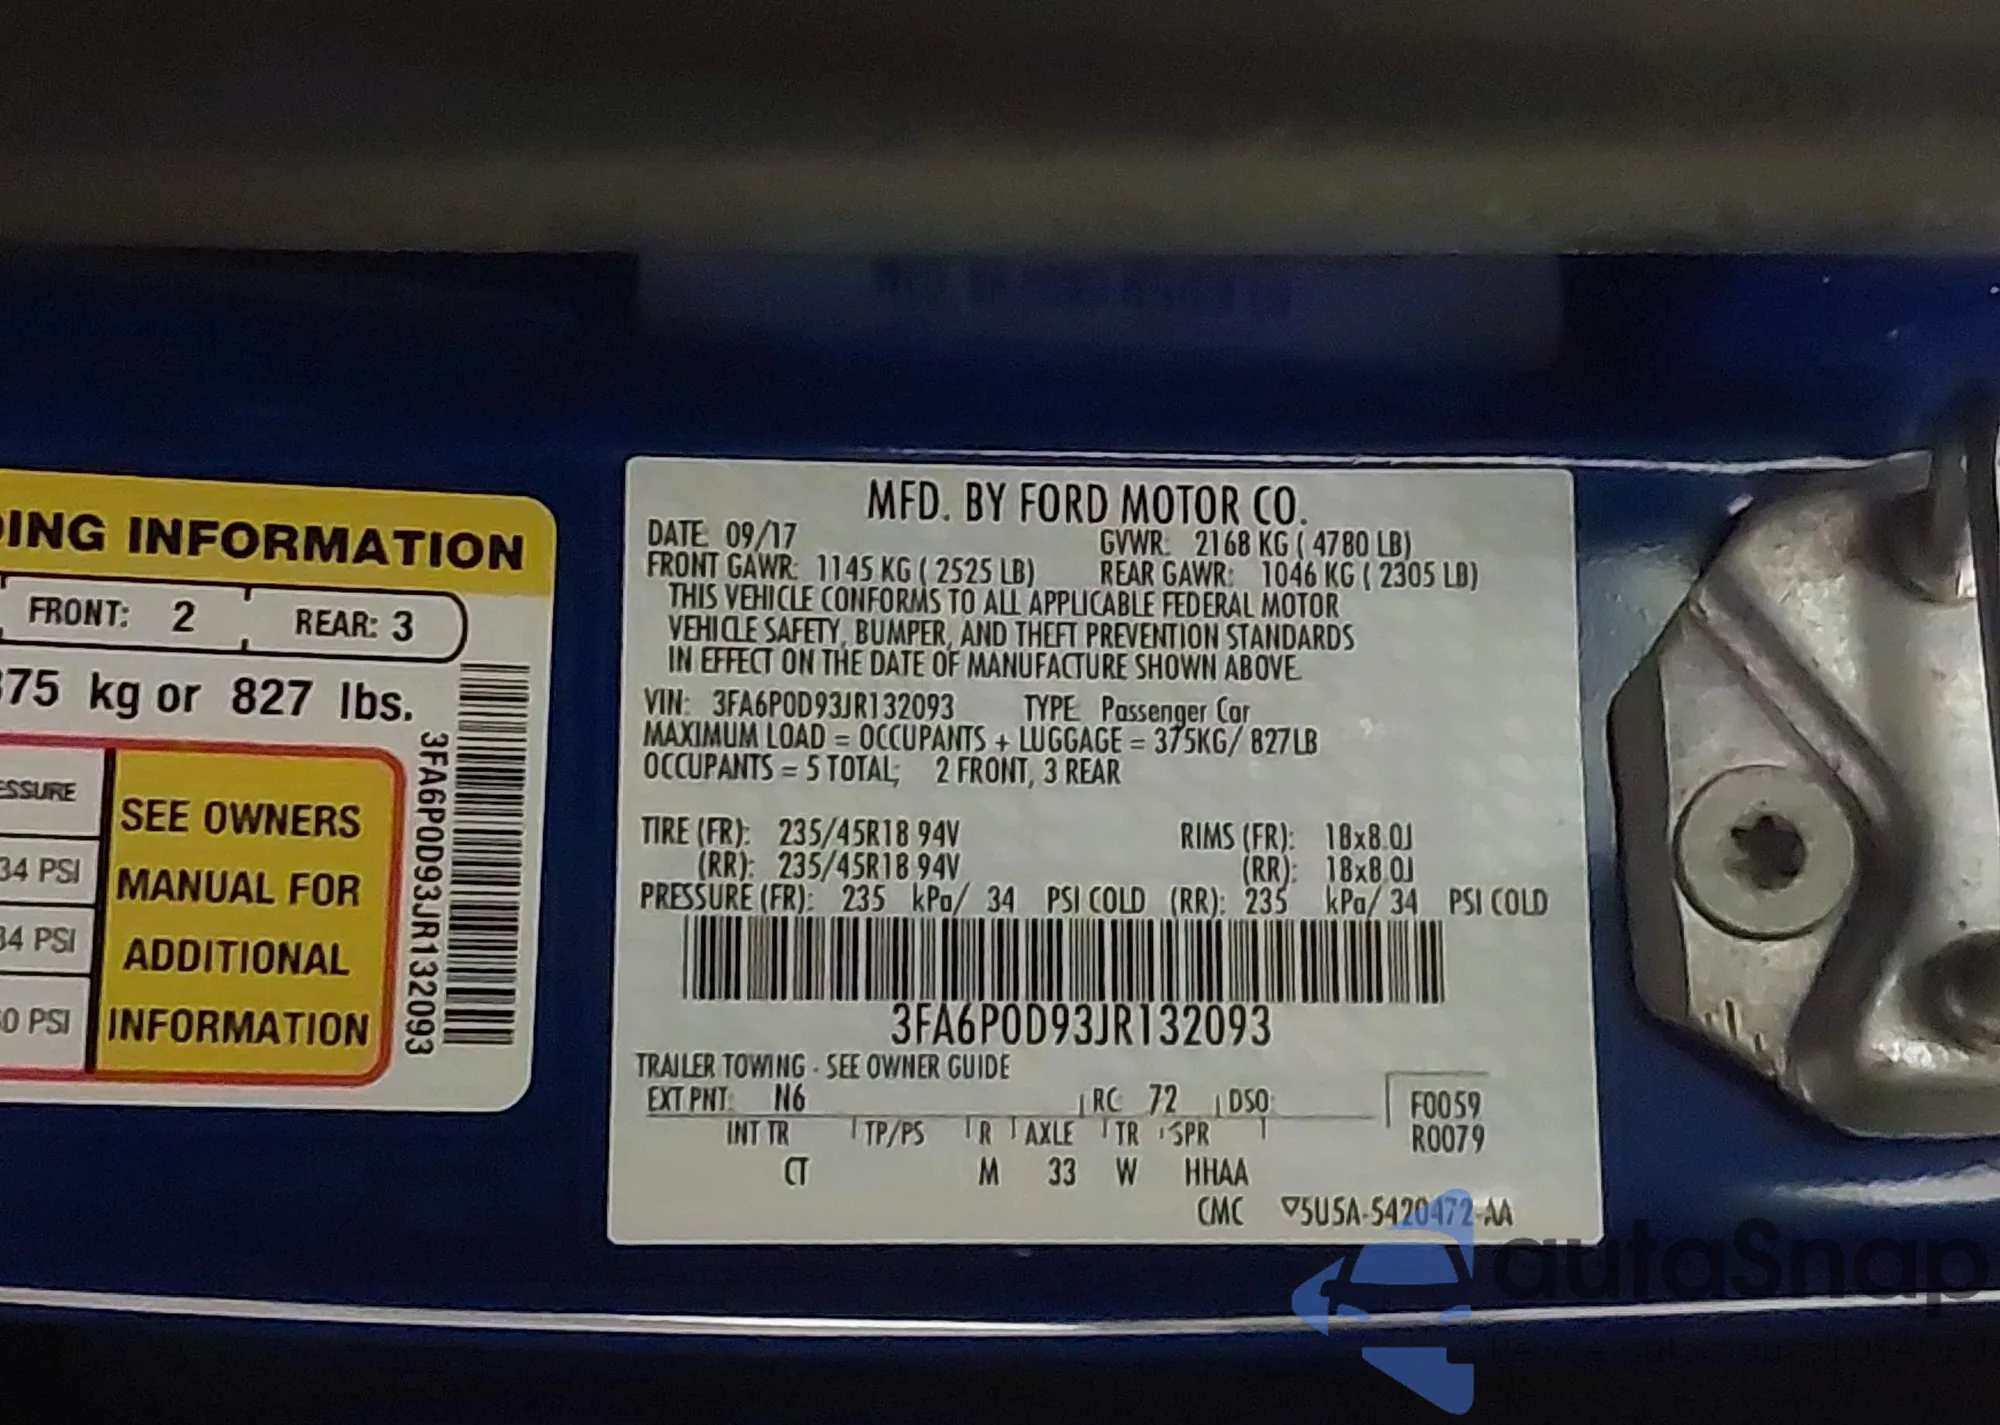 ING INFORMATION
FRONT: 2 REAR: 3
75 kg or 827 lbs.
SSURE
34 PSI
34 PSI
0 PSI
SEE OWNERS
MANUAL FOR
ADDITIONAL
INFORMATION
3FA6P0D93JR132093
MFD. BY FORD MOTOR CO.
DATE: 09/17 GVWR: 2168 KG ( 4780 LB)
FRONT GAWR: 1145 KG ( 2525 LB) REAR GAWR: 1046 KG ( 2305 LB)
THIS VEHICLE CONFORMS TO ALL APPLICABLE FEDERAL MOTOR
VEHICLE SAFETY, BUMPER, AND THEFT PREVENTION STANDARDS
IN EFFECT ON THE DATE OF MANUFACTURE SHOWN ABOVE.
VIN: 3FA6P0D93JR132093 TYPE: Passenger Car
MAXIMUM LOAD = OCCUPANTS + LUGGAGE = 375KG/ 827LB
OCCUPANTS = 5 TOTAL; 2 FRONT, 3 REAR
TIRE (FR): 235/45R18 94V RIMS (FR): 18x8.0J
(RR): 235/45R18 94V (RR): 18x8.0J
PRESSURE (FR): 235 kPa/ 34 PSI COLD (RR): 235 kPa/ 34 PSI COLD
3FA6P0D93JR132093
TRAILER TOWING - SEE OWNER GUIDE
EXT PNT: N6 RC: 72 DSO:
F0059
R0079
INT TR TP/PS R AXLE TR SPR
CT M 33 W HHAA
CMC ▽5U5A-5420472-AA
autaSnap